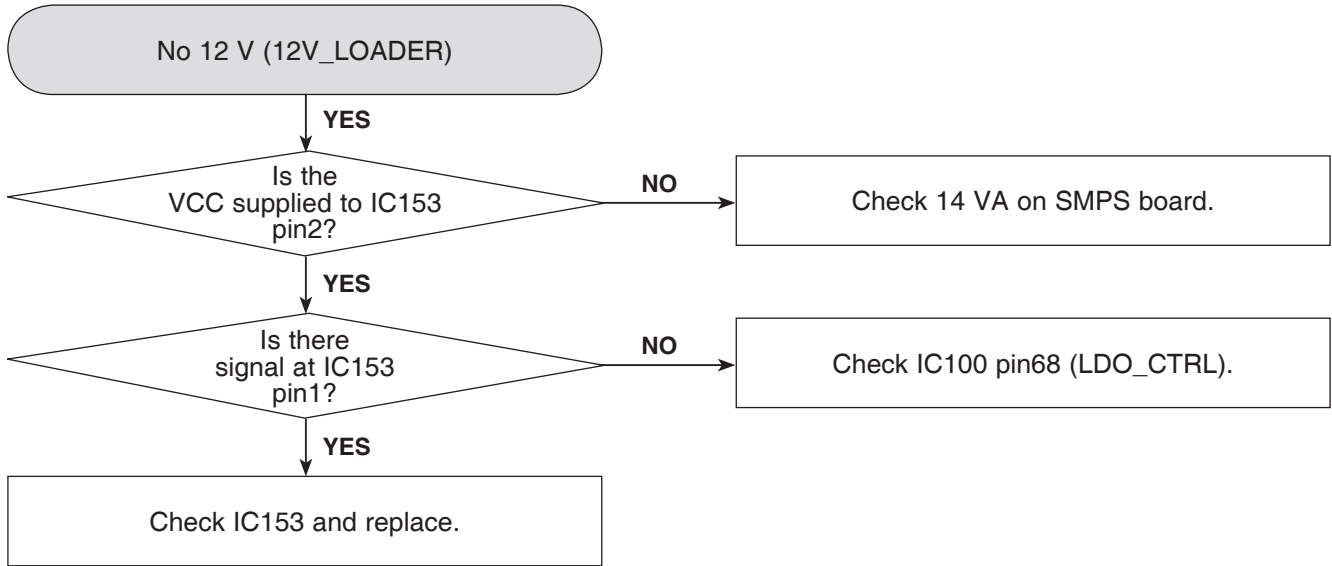 No 12 V (12V_LOADER)
YES
Is the
VCC supplied to IC153
pin2?
NO
Check 14 VA on SMPS board.
YES
Is there
signal at IC153
pin1?
NO
Check IC100 pin68 (LDO_CTRL).
YES
Check IC153 and replace.